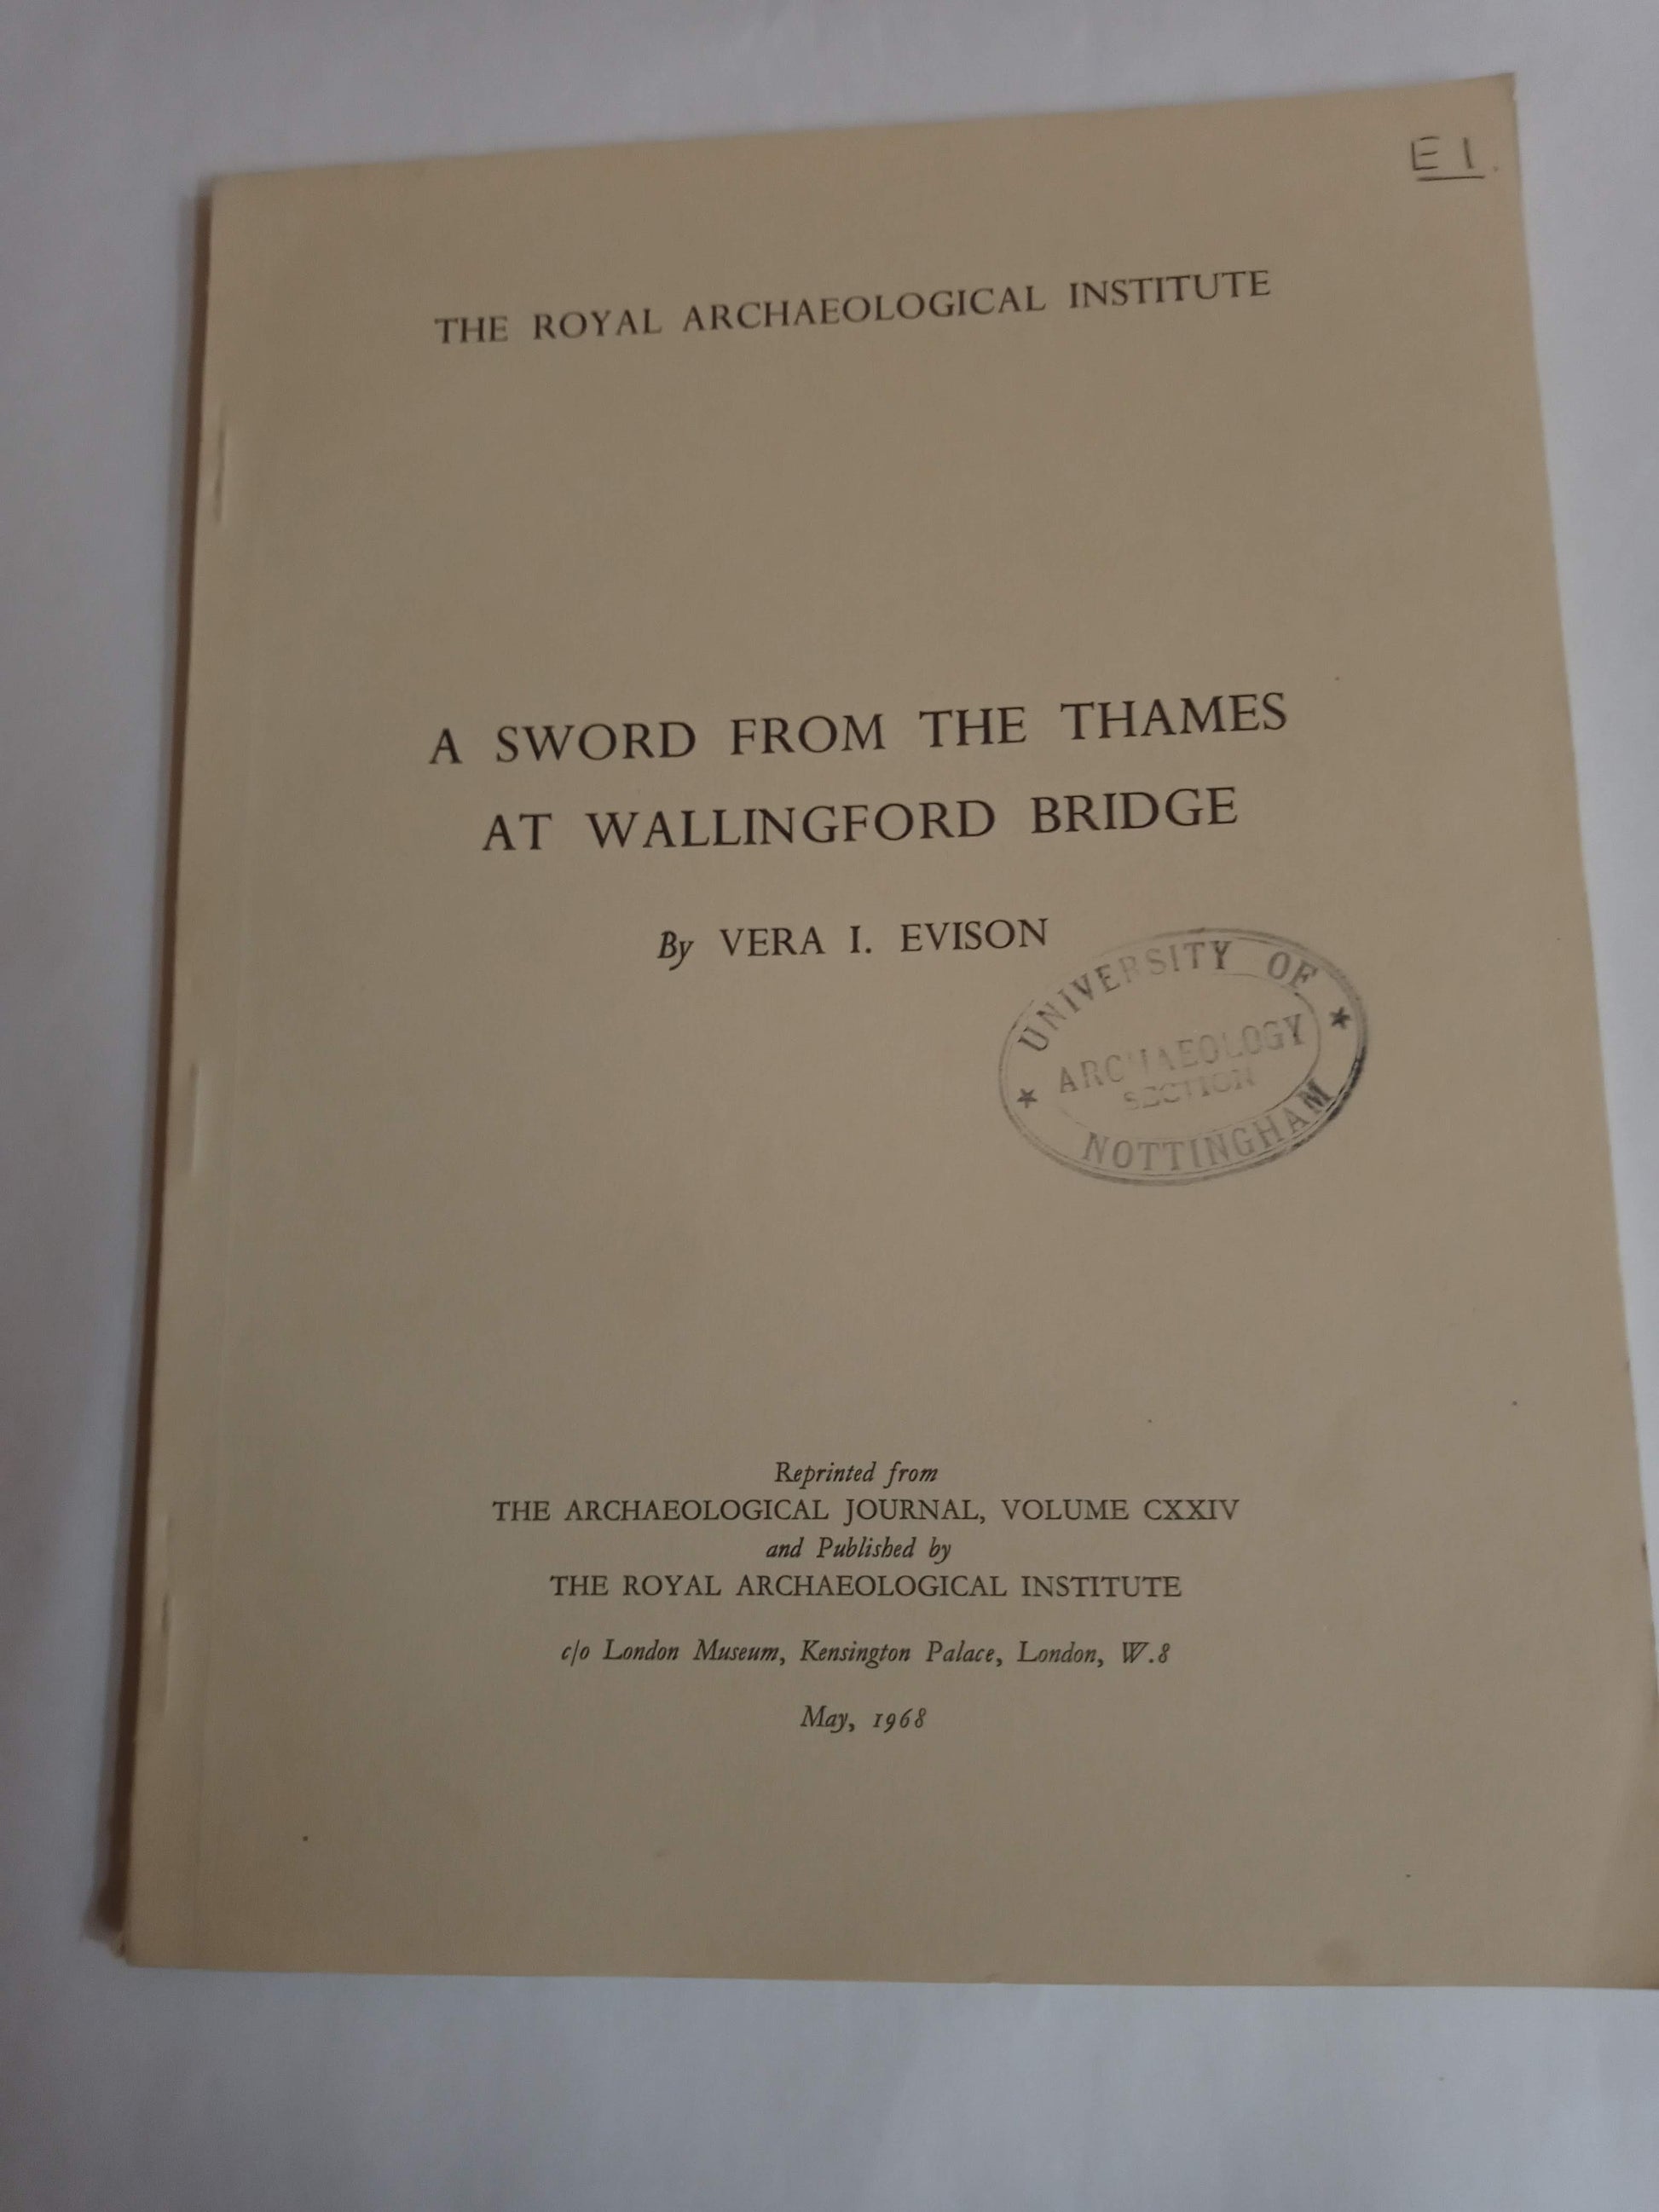 E 1.
THE ROYAL ARCHAEOLOGICAL INSTITUTE
A SWORD FROM THE THAMES
AT WALLINGFORD BRIDGE
By VERA I. EVISON
UNIVERSITY OF
ARCHAEOLOGY
SECTION
NOTTINGHAM
Reprinted from
THE ARCHAEOLOGICAL JOURNAL, VOLUME CXXIV
and Published by
THE ROYAL ARCHAEOLOGICAL INSTITUTE
c/o London Museum, Kensington Palace, London, W.8
May, 1968